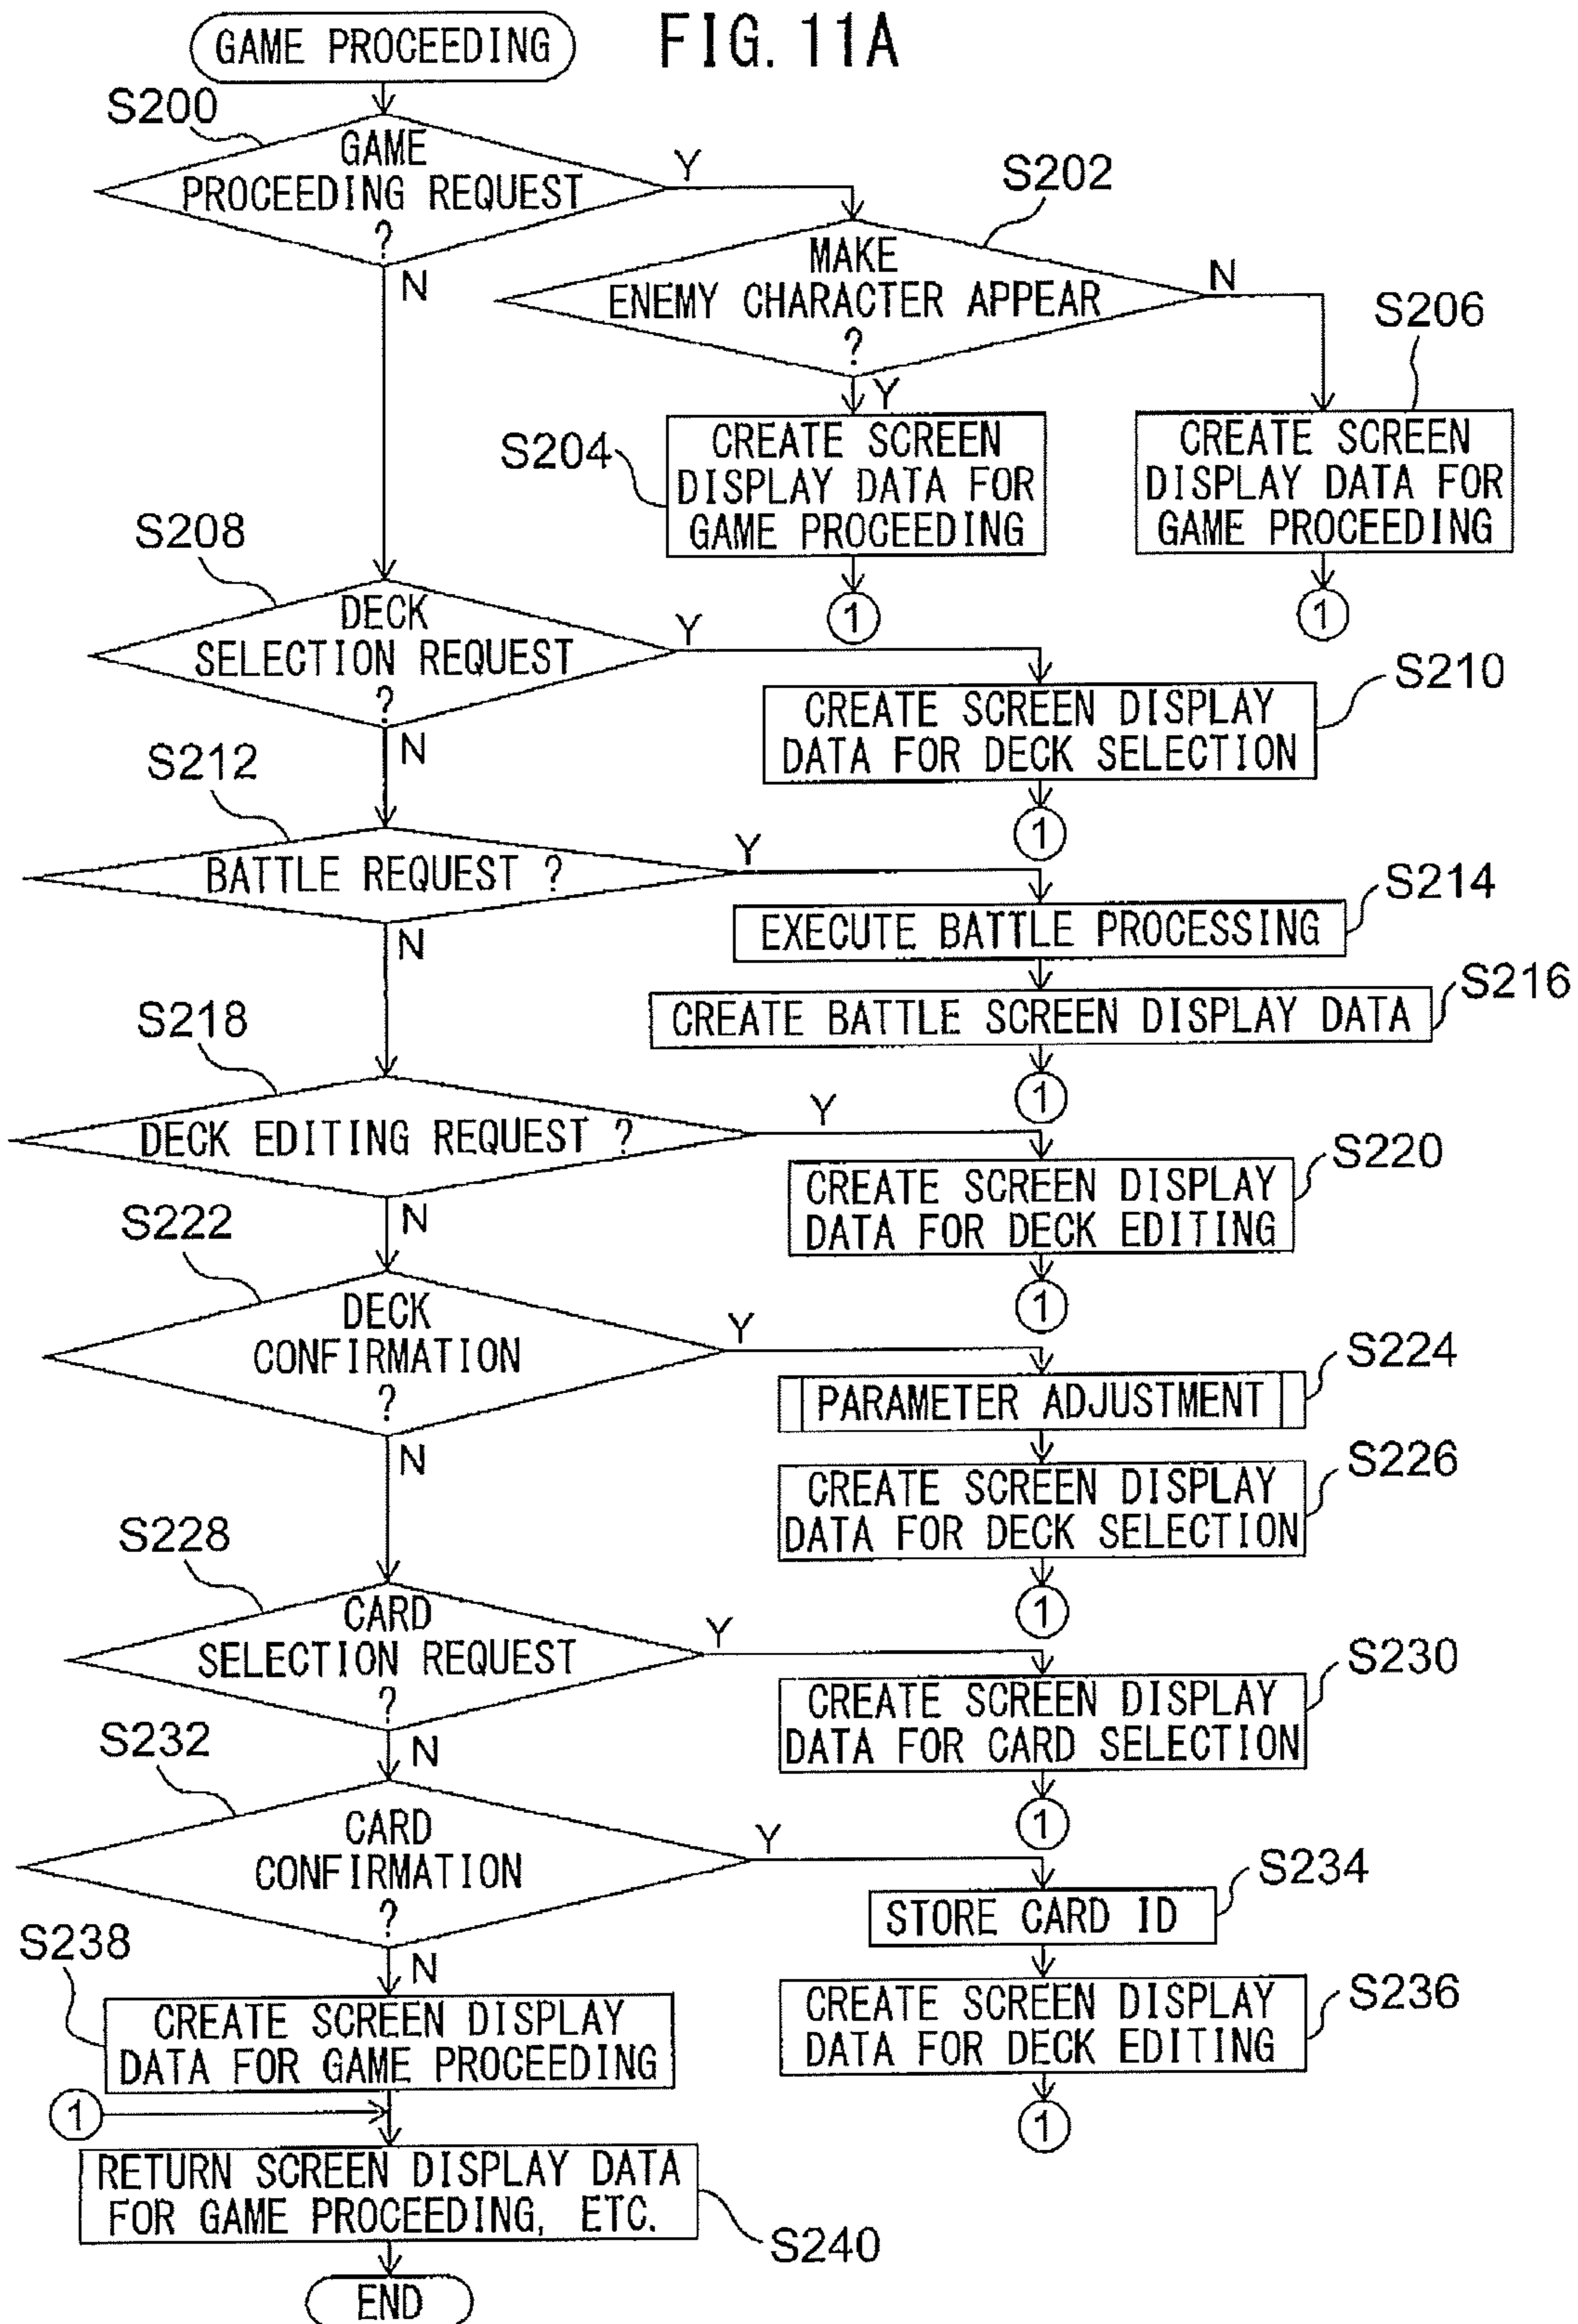 GAME PROCEEDING
FIG. 11A
S200
GAME
PROCEEDING REQUEST
?
Y
N
S202
MAKE
ENEMY CHARACTER APPEAR
?
N
Y
S206
S204
CREATE SCREEN
DISPLAY DATA FOR
GAME PROCEEDING
CREATE SCREEN
DISPLAY DATA FOR
GAME PROCEEDING
1
1
S208
DECK
SELECTION REQUEST
?
Y
N
S210
CREATE SCREEN DISPLAY
DATA FOR DECK SELECTION
1
S212
BATTLE REQUEST ?
Y
N
S214
EXECUTE BATTLE PROCESSING
S216
CREATE BATTLE SCREEN DISPLAY DATA
1
S218
DECK EDITING REQUEST ?
Y
N
S220
CREATE SCREEN DISPLAY
DATA FOR DECK EDITING
1
S222
DECK
CONFIRMATION
?
Y
N
S224
PARAMETER ADJUSTMENT
S226
CREATE SCREEN DISPLAY
DATA FOR DECK SELECTION
1
S228
CARD
SELECTION REQUEST
?
Y
N
S230
CREATE SCREEN DISPLAY
DATA FOR CARD SELECTION
1
S232
CARD
CONFIRMATION
?
Y
N
S234
STORE CARD ID
S236
CREATE SCREEN DISPLAY
DATA FOR DECK EDITING
1
S238
CREATE SCREEN DISPLAY
DATA FOR GAME PROCEEDING
1
RETURN SCREEN DISPLAY DATA
FOR GAME PROCEEDING, ETC.
S240
END